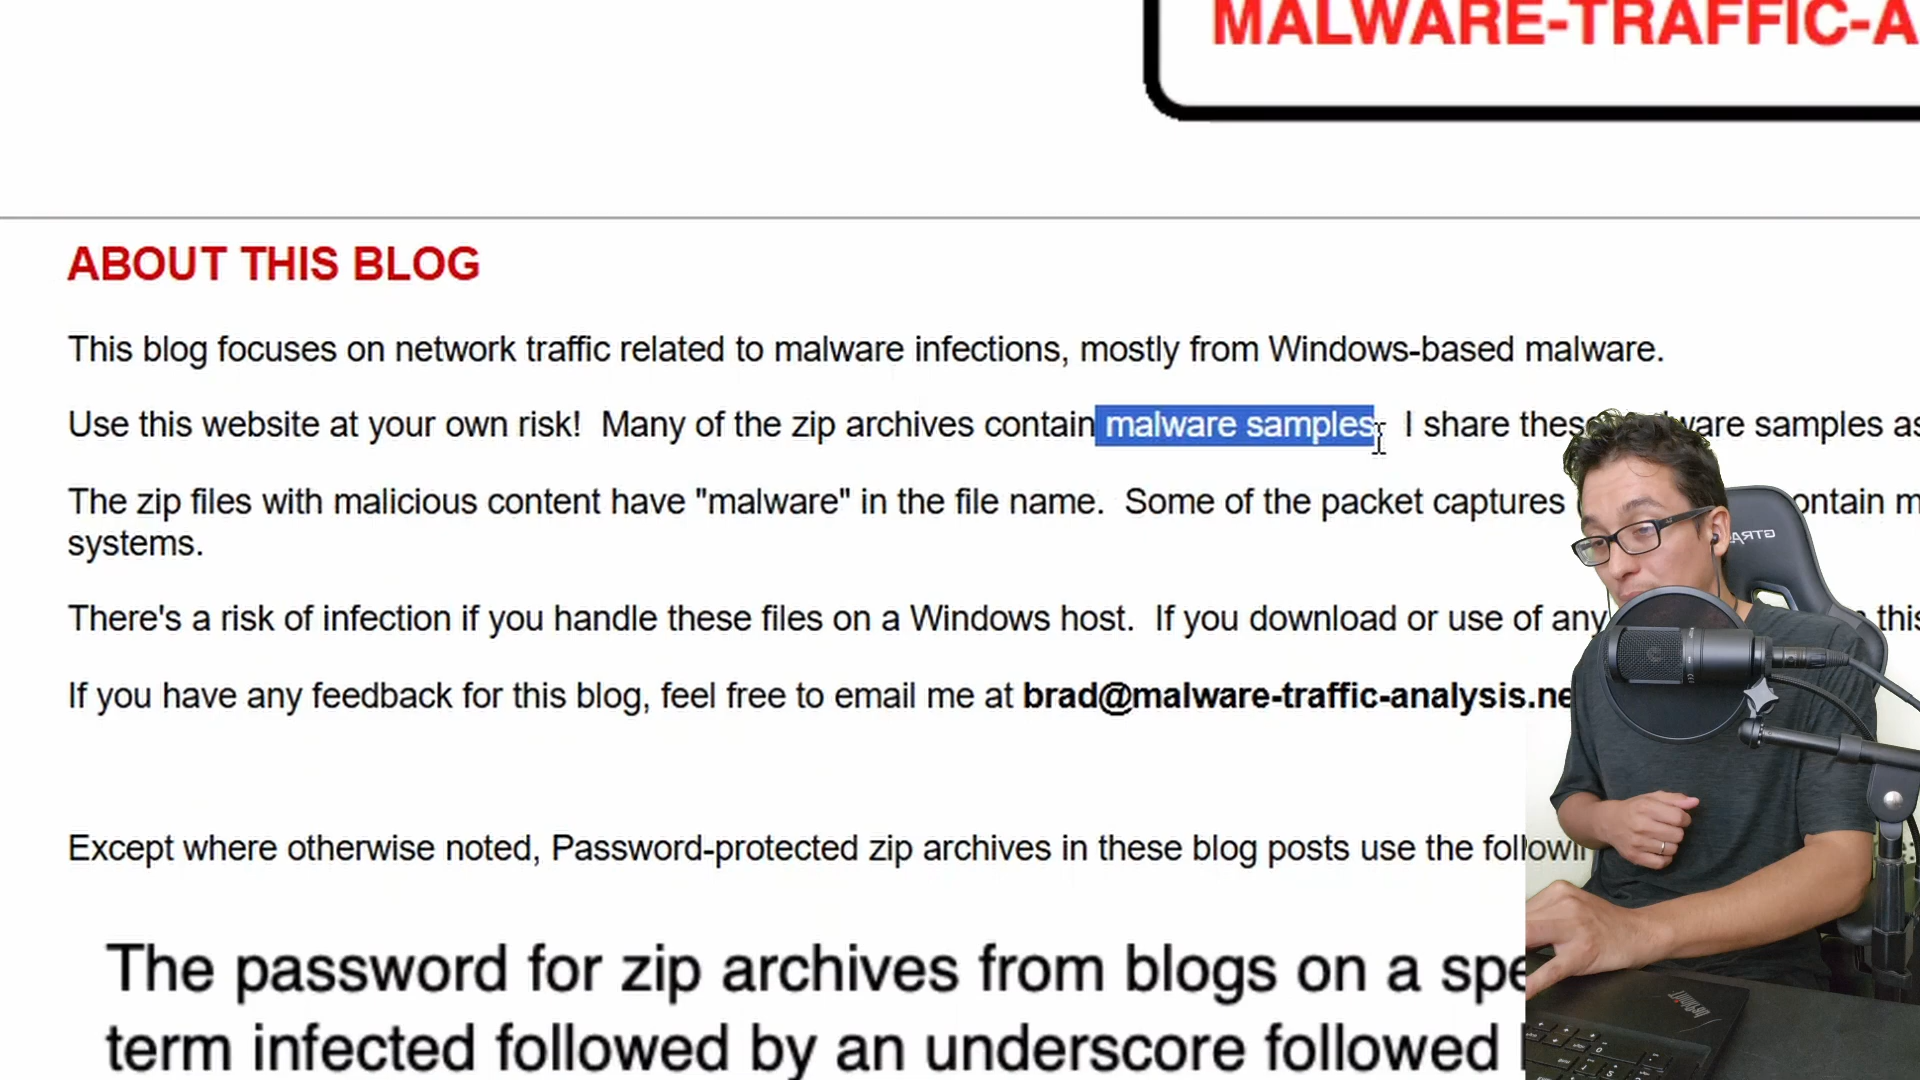 MALWARE-TRAFFIC-A
ABOUT THIS BLOG
This blog focuses on network traffic related to malware infections, mostly from Windows-based malware.
Use this website at your own risk! Many of the zip archives contain malware samples. I share these malware samples as
The zip files with malicious content have "malware" in the file name. Some of the packet captures contain
systems.
There's a risk of infection if you handle these files on a Windows host. If you download or use of any this
If you have any feedback for this blog, feel free to email me at brad@malware-traffic-analysis.ne
Except where otherwise noted, Password-protected zip archives in these blog posts use the followin
The password for zip archives from blogs on a spe
term infected followed by an underscore followed
GTRA
ThinkPad